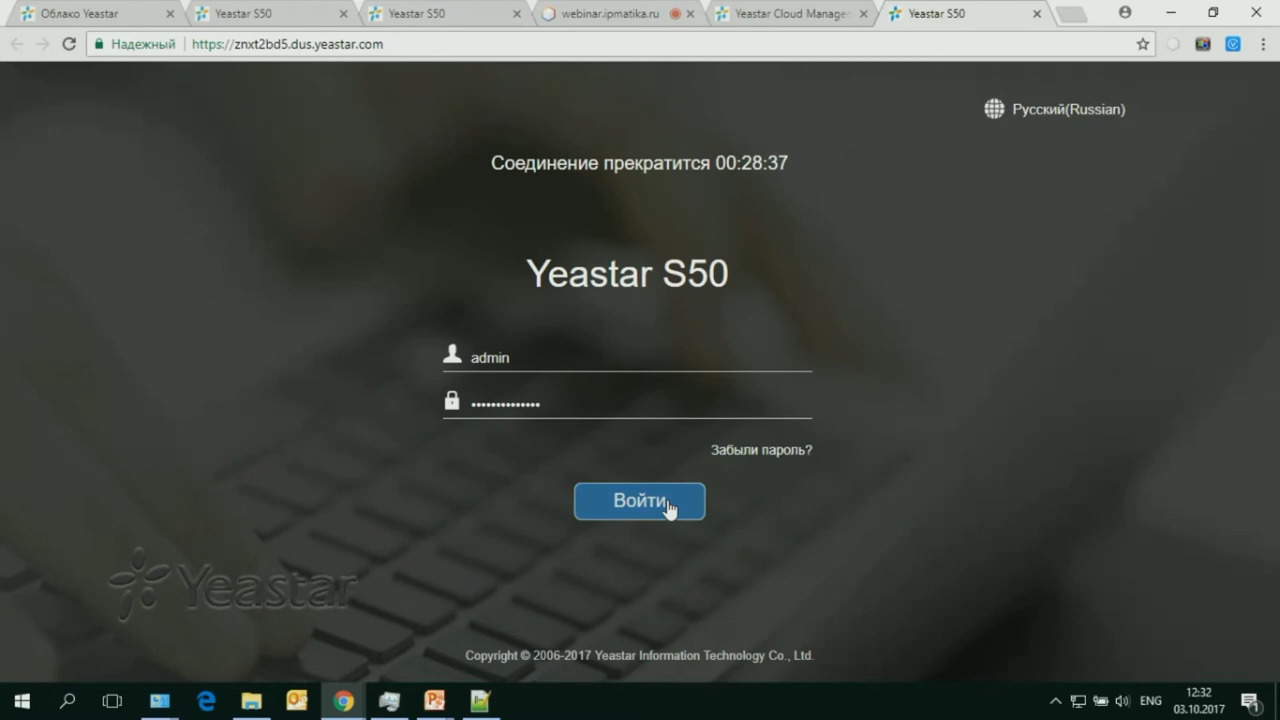 Облако Yeastar
Yeastar S50
Yeastar S50
webinar.ipmatika.ru
Yeastar Cloud Manager
Yeastar S50
Надежный
https://znxt2bd5.dus.yeastar.com
Русский(Russian)
Соединение прекратится 00:28:37
Yeastar S50
admin
••••••••••••••
Забыли пароль?
Войти
Yeastar
Copyright © 2006-2017 Yeastar Information Technology Co., Ltd.
ENG
12:32
03.10.2017
1